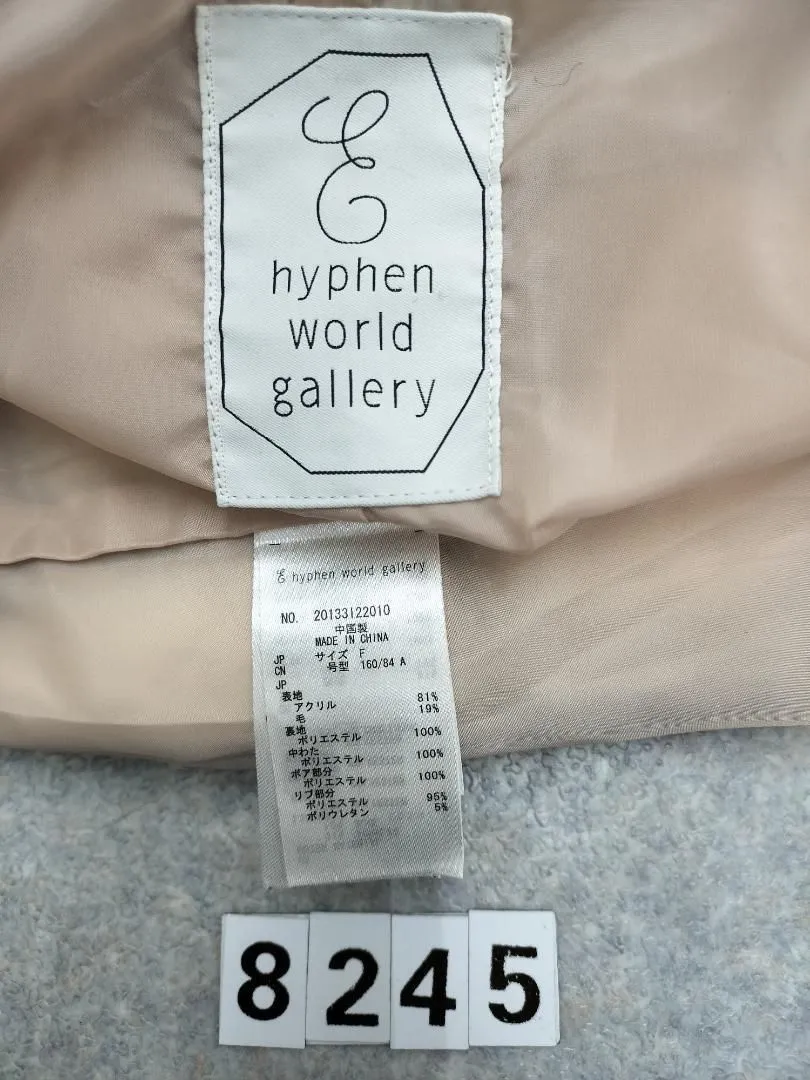 E
hyphen
world
gallery
E hyphen world gallery
NO. 20133122010
中国製
MADE IN CHINA
JP サイズ F
CN 号型 160/84 A
JP
表地
アクリル 81%
毛 19%
裏地
ポリエステル 100%
中わた
ポリエステル 100%
ボア部分
ポリエステル 100%
リブ部分
ポリエステル 95%
ポリウレタン 5%
8245